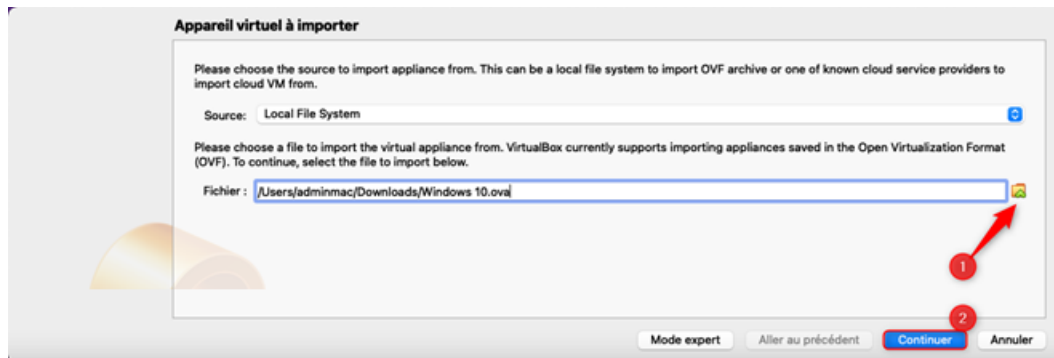 Appareil virtuel à importer
Please choose the source to import appliance from. This can be a local file system to import OVF archive or one of known cloud service providers to
import cloud VM from.
Source: Local File System
Please choose a file to import the virtual appliance from. VirtualBox currently supports importing appliances saved in the Open Virtualization Format
(OVF). To continue, select the file to import below.
Fichier : /Users/adminmac/Downloads/Windows 10.ova
1
2
Mode expert Aller au précédent Continuer Annuler